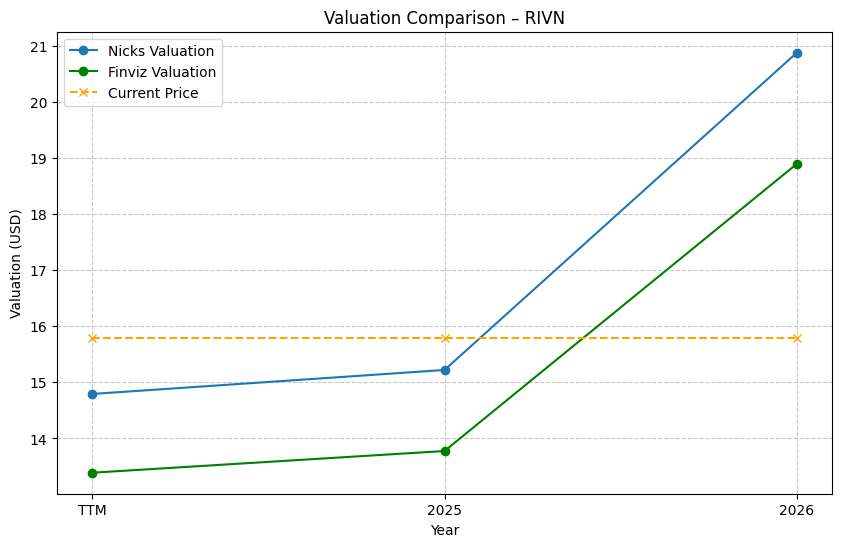 Valuation Comparison – RIVN
Nicks Valuation
Finviz Valuation
Current Price
21
20
19
18
17
16
15
14
Valuation (USD)
TTM
2025
2026
Year